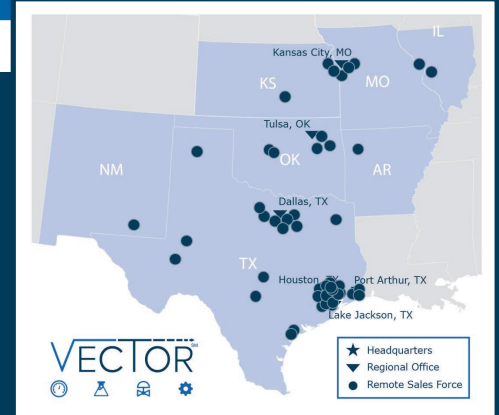 IL
Kansas City, MO
KS
MO
Tulsa, OK
OK
AR
NM
Dallas, TX
TX
Houston, TX
Port Arthur, TX
Lake Jackson, TX
VECTOR SM
Headquarters
Regional Office
Remote Sales Force